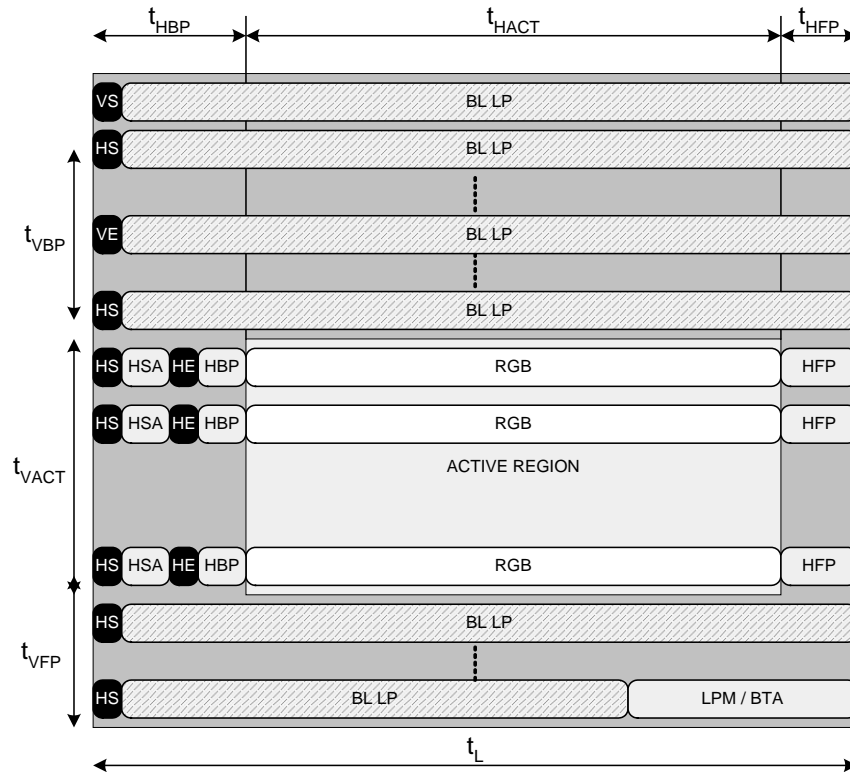 tHBP tHACT tHFP
VS BL LP
HS BL LP
tVBP
VE BL LP
HS BL LP
HS HSA HE HBP RGB HFP
HS HSA HE HBP RGB HFP
tVACT
ACTIVE REGION
HS HSA HE HBP RGB HFP
HS BL LP
tVFP
HS BL LP LPM / BTA
tL